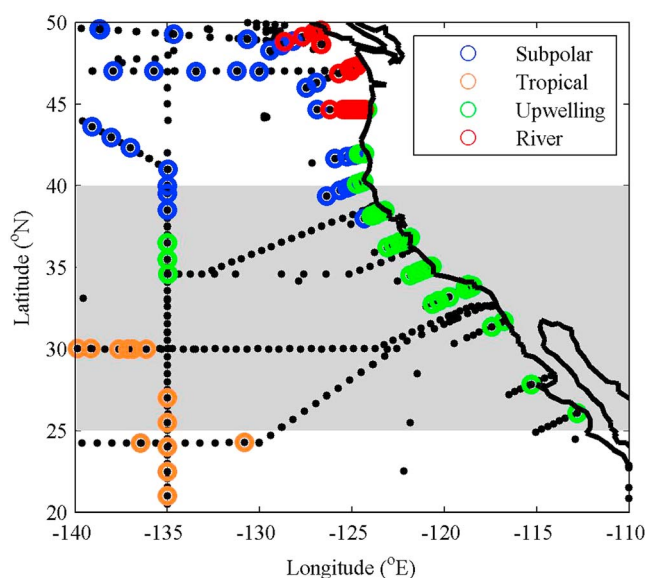 50
45
40
35
30
25
20
Latitude (°N)
-140
-135
-130
-125
-120
-115
-110
Longitude (°E)
Subpolar
Tropical
Upwelling
River